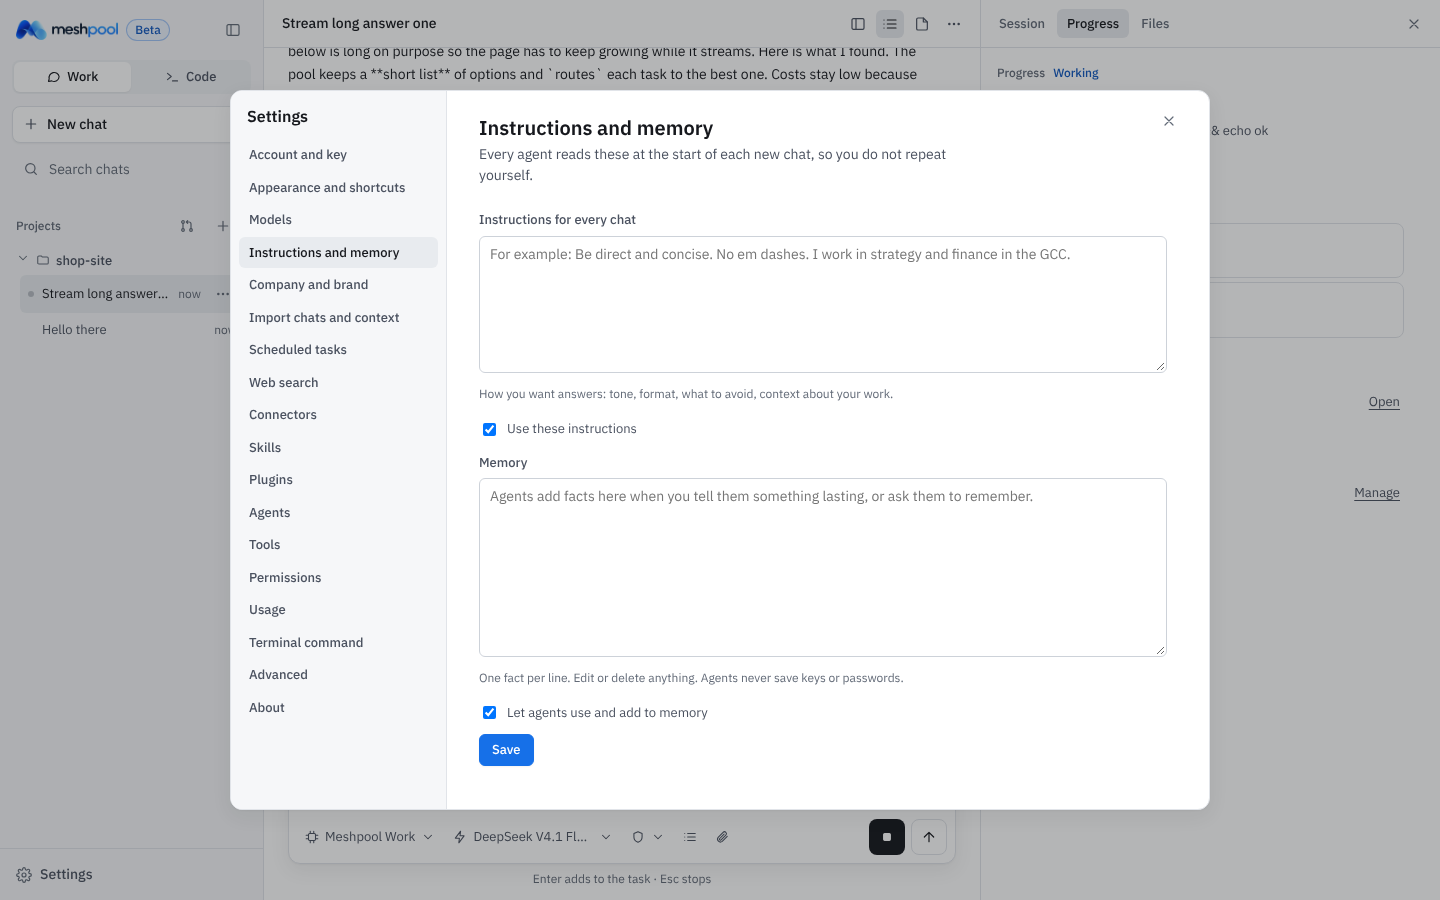 meshpool Beta
Work
Code
New chat
Search chats
Projects
shop-site
Stream long answer... now
Hello there
Settings
Stream long answer one
below is long on purpose so the page has to keep growing while it streams. Here is what I found. The
pool keeps a **short list** of options and `routes` each task to the best one. Costs stay low because
Session
Progress
Files
Progress Working
& echo ok
Open
Manage
Settings
Account and key
Appearance and shortcuts
Models
Instructions and memory
Company and brand
Import chats and context
Scheduled tasks
Web search
Connectors
Skills
Plugins
Agents
Tools
Permissions
Usage
Terminal command
Advanced
About
Instructions and memory
Every agent reads these at the start of each new chat, so you do not repeat
yourself.
Instructions for every chat
For example: Be direct and concise. No em dashes. I work in strategy and finance in the GCC.
How you want answers: tone, format, what to avoid, context about your work.
Use these instructions
Memory
Agents add facts here when you tell them something lasting, or ask them to remember.
One fact per line. Edit or delete anything. Agents never save keys or passwords.
Let agents use and add to memory
Save
Meshpool Work
DeepSeek V4.1 Fl...
Enter adds to the task · Esc stops